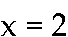 x = 2